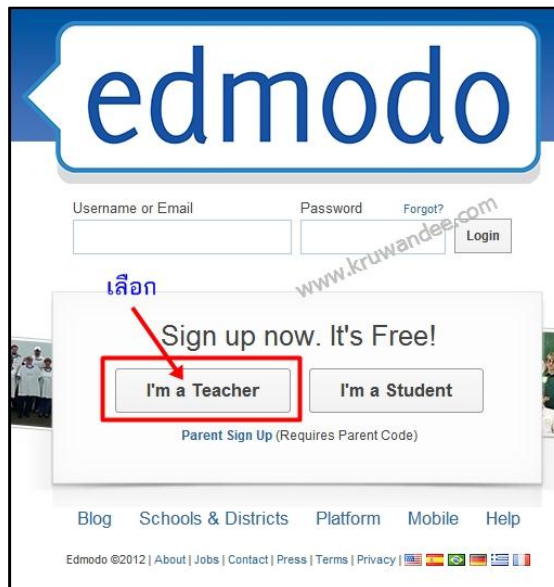 edmodo
Username or Email Password Forgot?
Login
www.kruwandee.com
เลือก
Sign up now. It's Free!
I'm a Teacher I'm a Student
Parent Sign Up (Requires Parent Code)
Blog Schools & Districts Platform Mobile Help
Edmodo ©2012 | About | Jobs | Contact | Press | Terms | Privacy |